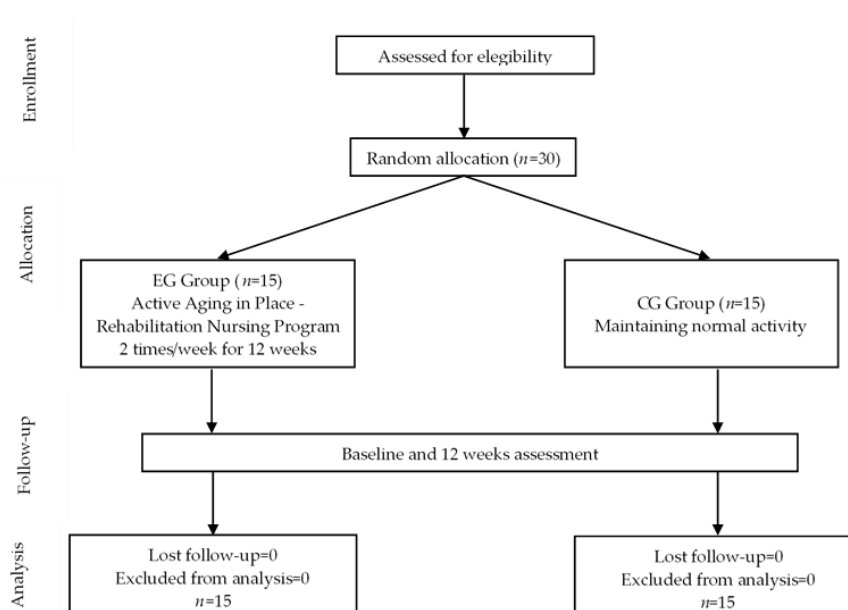 Enrollment
Assessed for elegibility
Random allocation (n=30)
Allocation
EG Group (n=15)
Active Aging in Place -
Rehabilitation Nursing Program
2 times/week for 12 weeks
CG Group (n=15)
Maintaining normal activity
Follow-up
Baseline and 12 weeks assessment
Analysis
Lost follow-up=0
Excluded from analysis=0
n=15
Lost follow-up=0
Excluded from analysis=0
n=15